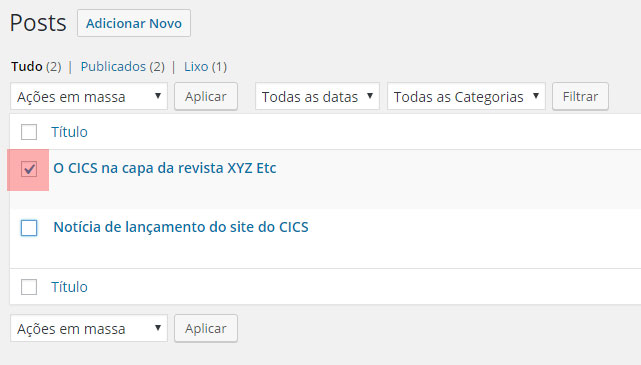 Posts Adicionar Novo
Tudo (2) | Publicados (2) | Lixo (1)
Ações em massa Aplicar Todas as datas Todas as Categorias Filtrar
Título
O CICS na capa da revista XYZ Etc
Notícia de lançamento do site do CICS
Título
Ações em massa Aplicar